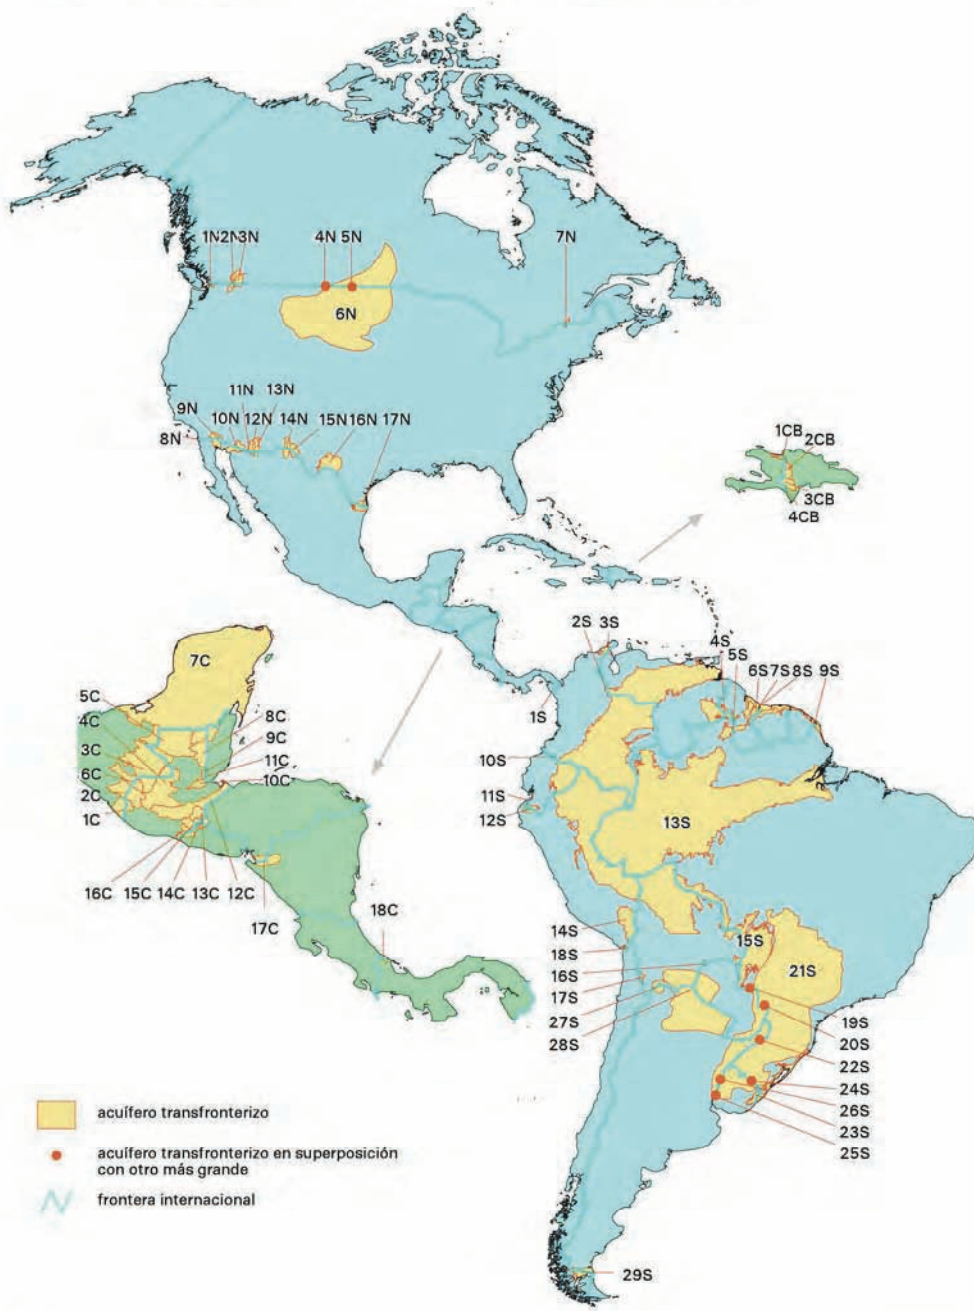 1N 2N 3N
4N 5N
7N
6N
11N 13N
9N
10N 12N 14N 15N 16N 17N
8N
1CB
2CB
3CB
4CB
2S 3S
4S
5S
6S 7S 8S 9S
1S
7C
5C
4C
3C
6C
2C
1C
8C
9C
11C
10C
16C 15C 14C 13C 12C
17C
18C
10S
11S
12S
13S
14S
18S
16S
17S
27S
28S
15S
21S
19S
20S
22S
24S
26S
23S
25S
29S
acuífero transfronterizo
acuífero transfronterizo en superposición
con otro más grande
frontera internacional